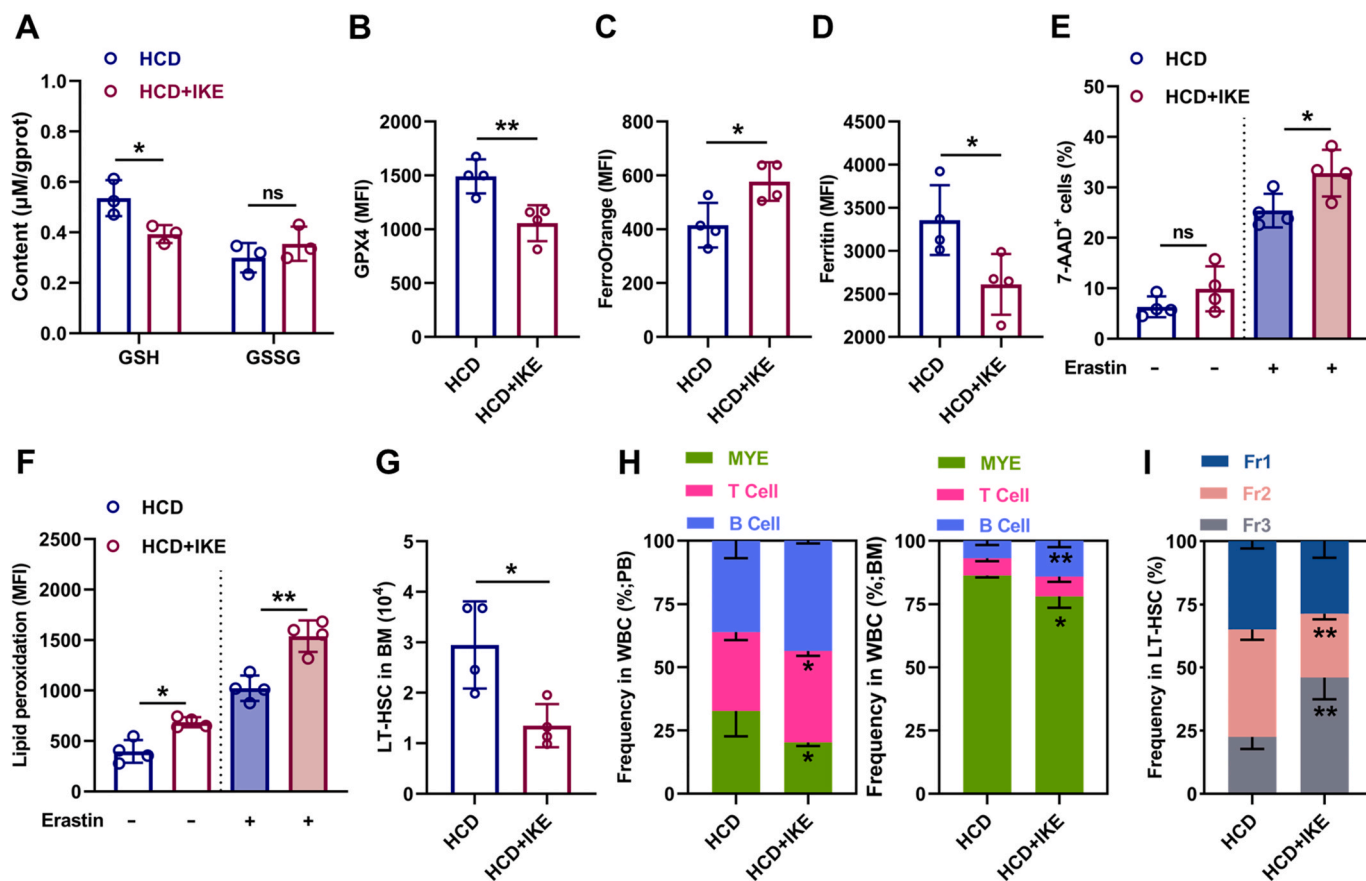 A
HCD
HCD+IKE
Content (µM/gprot)
1.0
0.8
0.6
0.4
0.2
0.0
*
ns
GSH
GSSG
B
GPX4 (MFI)
2000
1500
1000
500
0
**
HCD
HCD+IKE
C
FerroOrange (MFI)
800
600
400
200
0
*
HCD
HCD+IKE
D
Ferritin (MFI)
4500
4000
3500
3000
2500
2000
*
HCD
HCD+IKE
E
HCD
HCD+IKE
7-AAD⁺ cells (%)
50
40
30
20
10
0
ns
*
Erastin − − + +
F
HCD
HCD+IKE
Lipid peroxidation (MFI)
2500
2000
1500
1000
500
0
*
**
Erastin − − + +
G
LT-HSC in BM (10⁴)
5
4
3
2
1
0
*
HCD
HCD+IKE
H
MYE
T Cell
B Cell
Frequency in WBC (%;PB)
100
75
50
25
0
*
*
HCD
HCD+IKE
MYE
T Cell
B Cell
Frequency in WBC (%;BM)
100
75
50
25
0
**
*
HCD
HCD+IKE
I
Fr1
Fr2
Fr3
Frequency in LT-HSC (%)
100
75
50
25
0
**
**
HCD
HCD+IKE